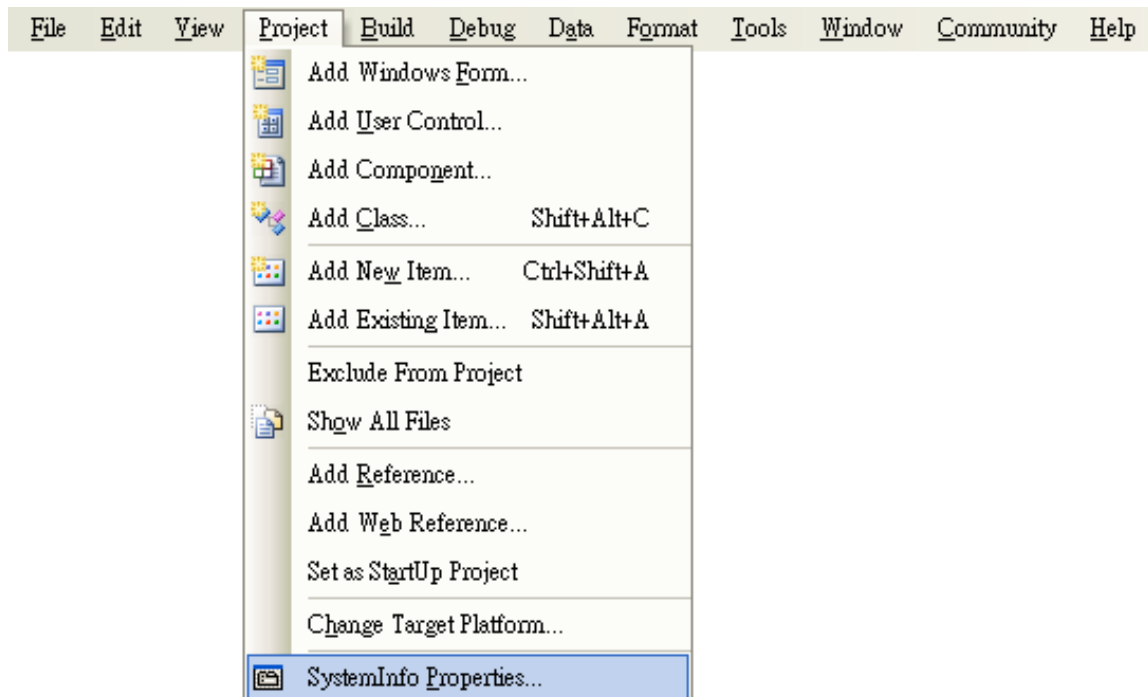 File Edit View Project Build Debug Data Format Tools Window Community Help
Add Windows Form...
Add User Control...
Add Component...
Add Class... Shift+Alt+C
Add New Item... Ctrl+Shift+A
Add Existing Item... Shift+Alt+A
Exclude From Project
Show All Files
Add Reference...
Add Web Reference...
Set as StartUp Project
Change Target Platform...
SystemInfo Properties...